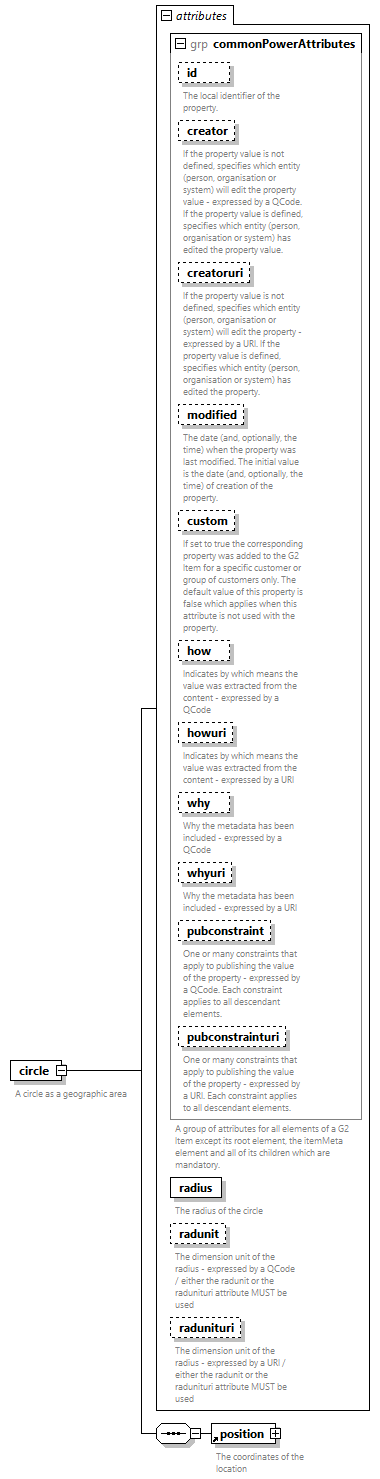 attributes
grp commonPowerAttributes
id
The local identifier of the
property.
creator
If the property value is not
defined, specifies which entity
(person, organisation or
system) will edit the property
value - expressed by a QCode.
If the property value is defined,
specifies which entity (person,
organisation or system) has
edited the property value.
creatoruri
If the property value is not
defined, specifies which entity
(person, organisation or
system) will edit the property -
expressed by a URI. If the
property value is defined,
specifies which entity (person,
organisation or system) has
edited the property.
modified
The date (and, optionally, the
time) when the property was
last modified. The initial value
is the date (and, optionally, the
time) of creation of the
property.
custom
If set to true the corresponding
property was added to the G2
Item for a specific customer or
group of customers only. The
default value of this property is
false which applies when this
attribute is not used with the
property.
how
Indicates by which means the
value was extracted from the
content - expressed by a
QCode
howuri
Indicates by which means the
value was extracted from the
content - expressed by a URI
why
Why the metadata has been
included - expressed by a
QCode
whyuri
Why the metadata has been
included - expressed by a URI
pubconstraint
One or many constraints that
apply to publishing the value
of the property - expressed by
a QCode. Each constraint
applies to all descendant
elements.
pubconstrainturi
One or many constraints that
apply to publishing the value
of the property - expressed by
a URI. Each constraint applies
to all descendant elements.
circle
A circle as a geographic area
A group of attributes for all elements of a G2
Item except its root element, the itemMeta
element and all of its children which are
mandatory.
radius
The radius of the circle
radunit
The dimension unit of the
radius - expressed by a QCode
/ either the radunit or the
radunituri attribute MUST be
used
radunituri
The dimension unit of the
radius - expressed by a URI /
either the radunit or the
radunituri attribute MUST be
used
position
The coordinates of the
location